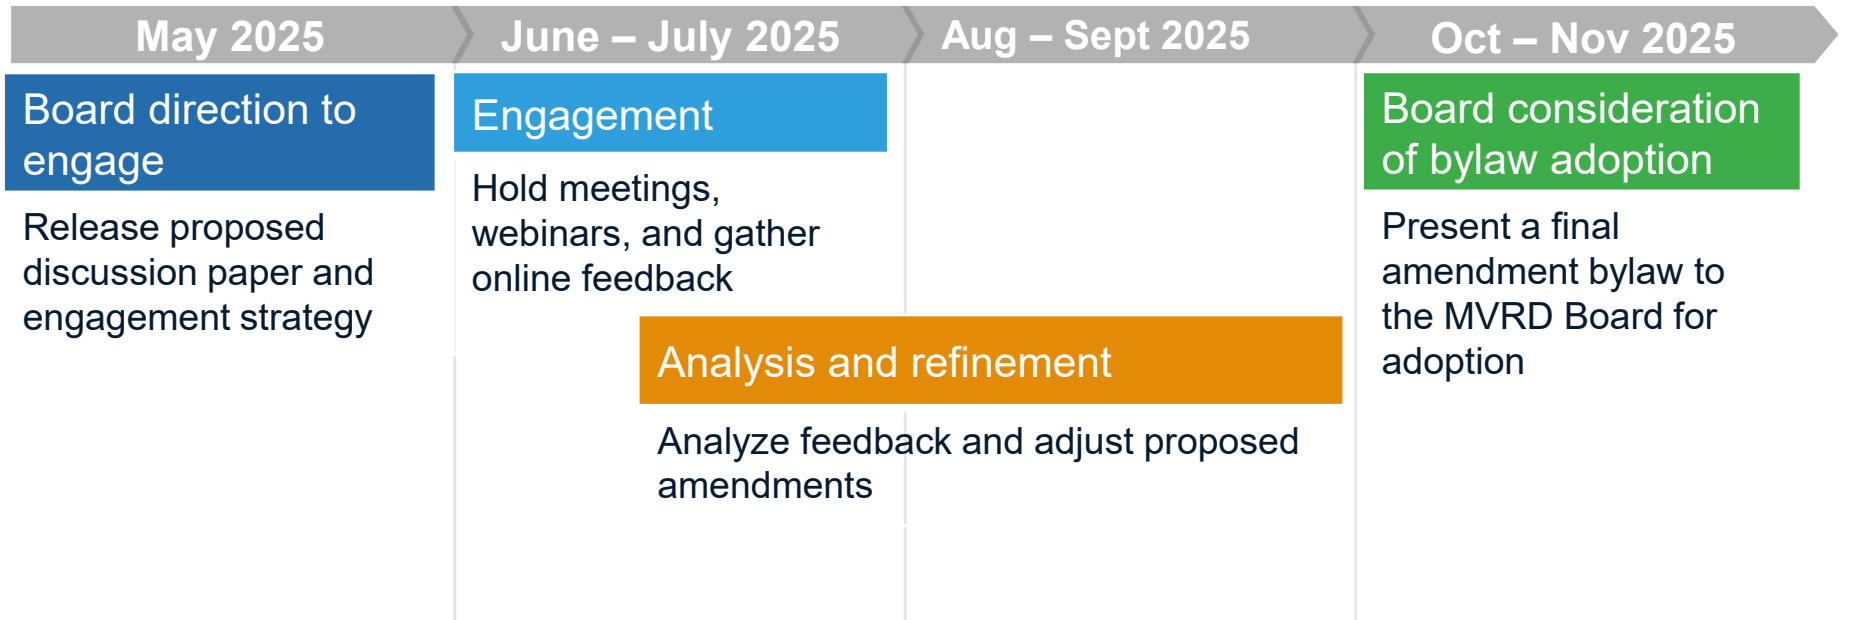 May 2025
June – July 2025
Aug – Sept 2025
Oct – Nov 2025
Board direction to
engage
Release proposed
discussion paper and
engagement strategy
Engagement
Hold meetings,
webinars, and gather
online feedback
Analysis and refinement
Analyze feedback and adjust proposed
amendments
Board consideration
of bylaw adoption
Present a final
amendment bylaw to
the MVRD Board for
adoption